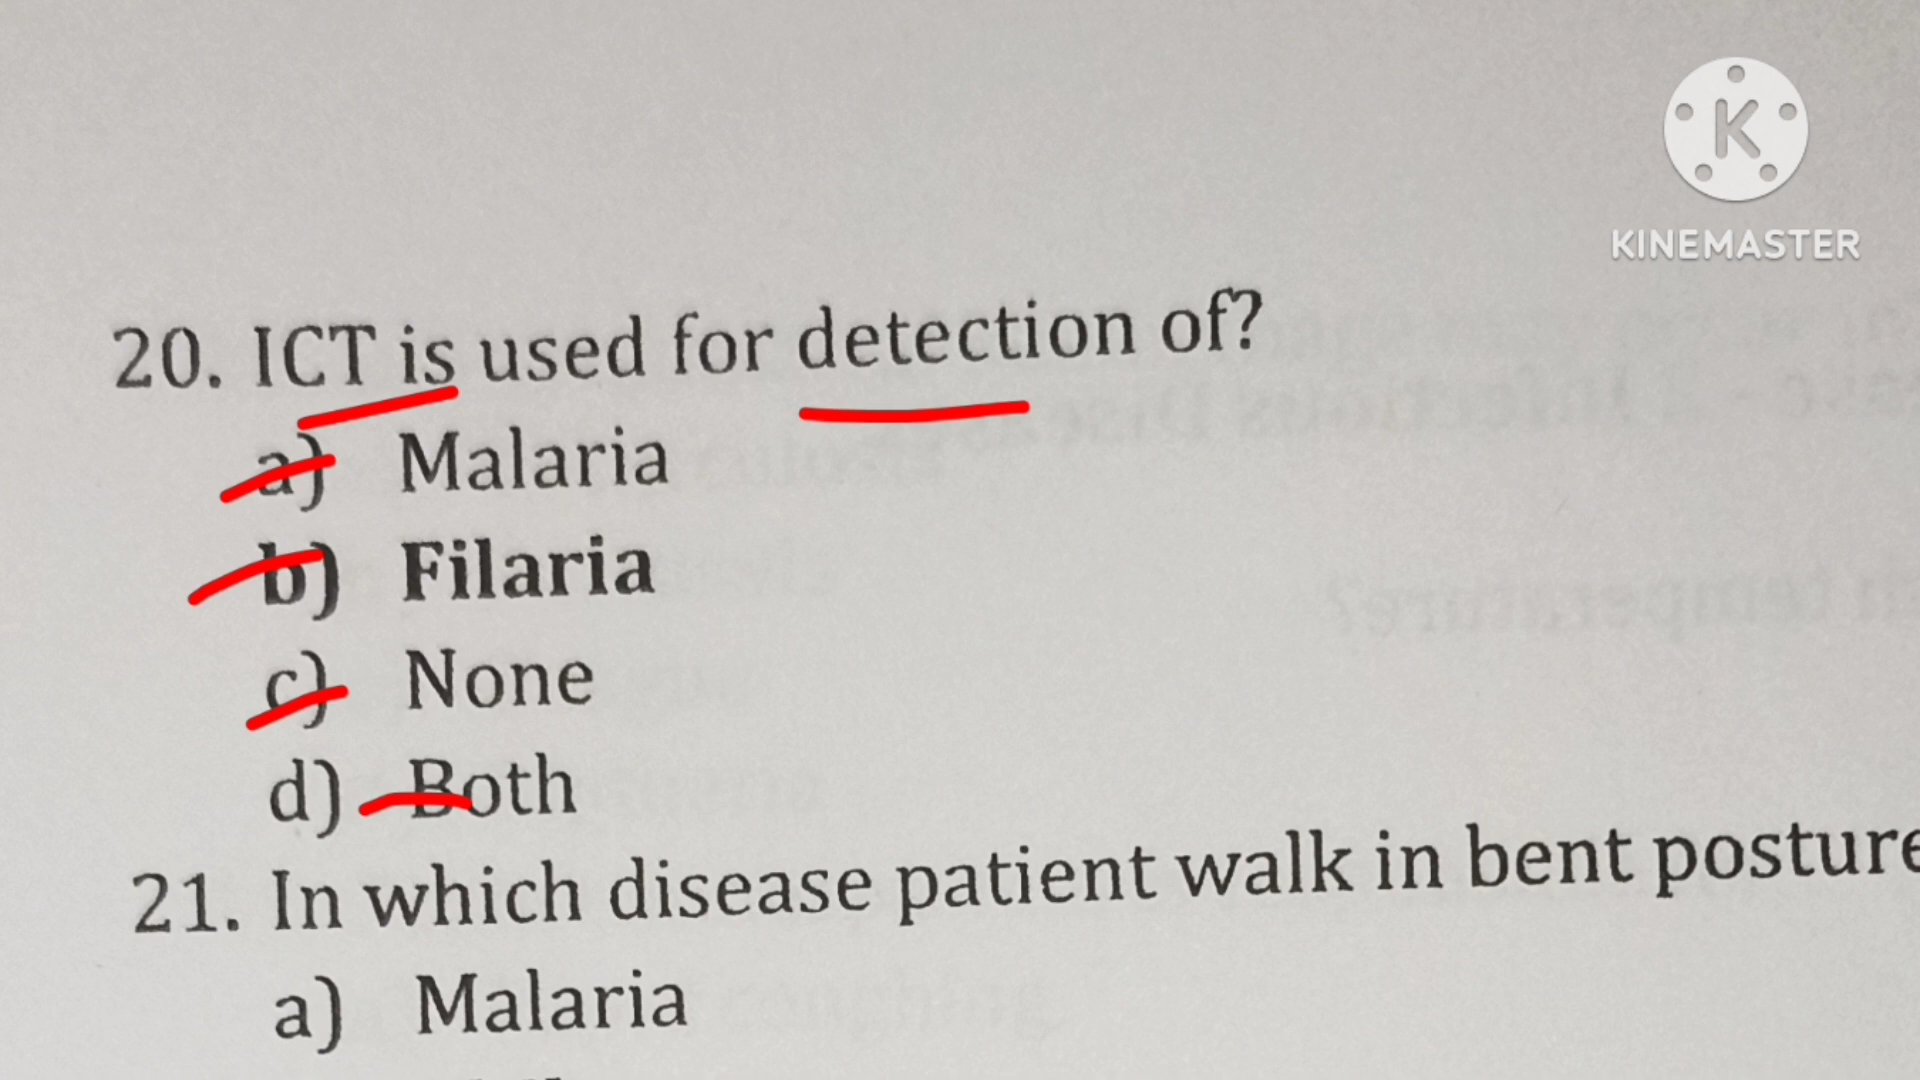 K
KINEMASTER
20. ICT is used for detection of?
a) Malaria
b) Filaria
c) None
d) Both
21. In which disease patient walk in bent posture
a) Malaria